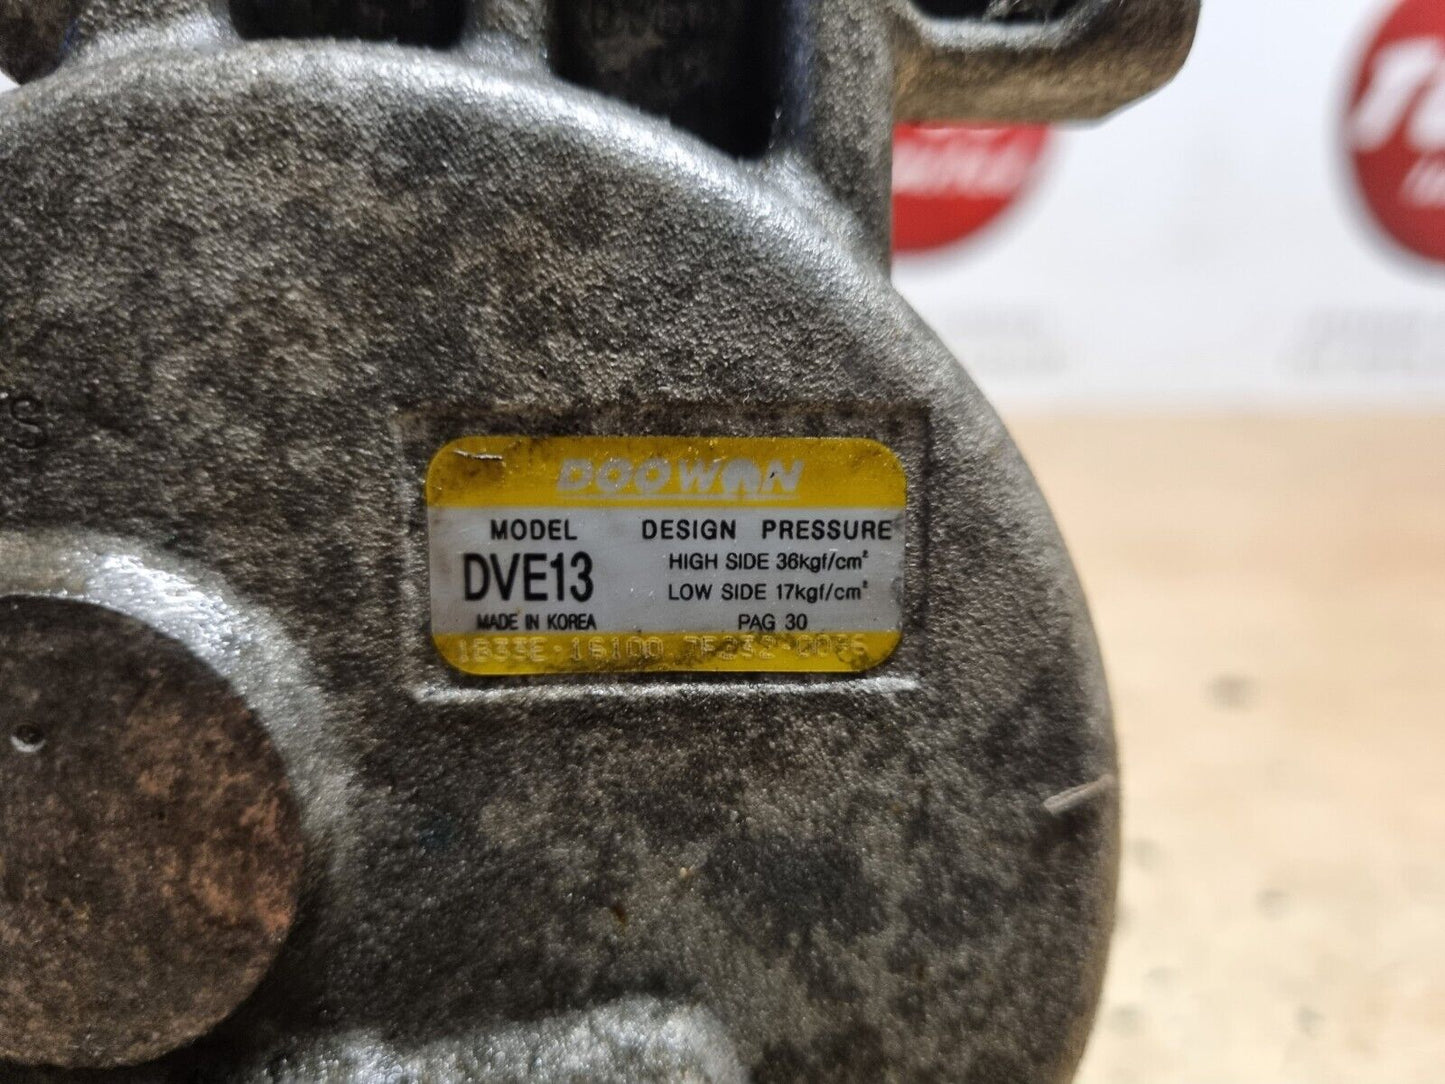 DOOWON
MODEL DESIGN PRESSURE
DVE13 HIGH SIDE 36kgf/cm²
LOW SIDE 17kgf/cm²
MADE IN KOREA PAG 30